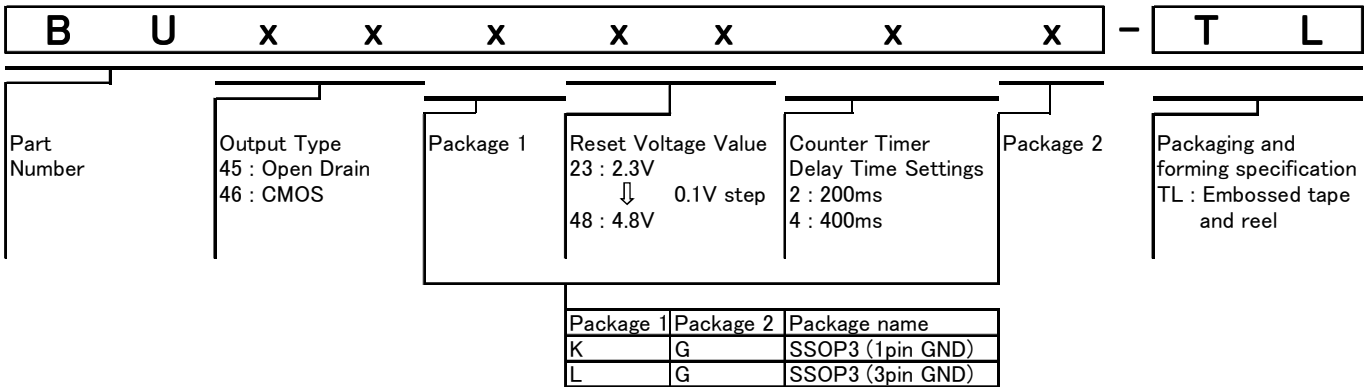 B U x x x x x x x - T L
Part Number
Output Type
45 : Open Drain
46 : CMOS
Package 1
Reset Voltage Value
23 : 2.3V
⇩ 0.1V step
48 : 4.8V
Counter Timer
Delay Time Settings
2 : 200ms
4 : 400ms
Package 2
Packaging and
forming specification
TL : Embossed tape
and reel
Package 1 Package 2 Package name
K G SSOP3 (1pin GND)
L G SSOP3 (3pin GND)